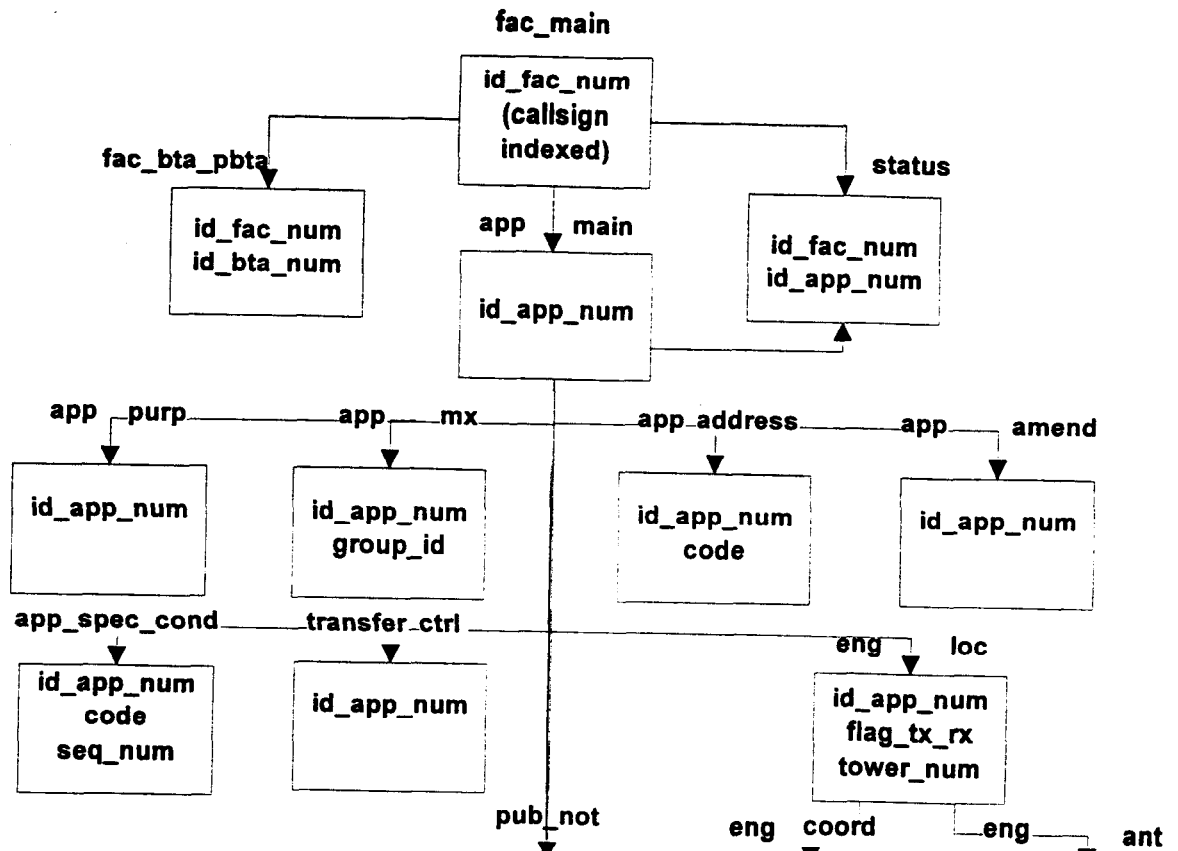 fac_main
id_fac_num
(callsign
indexed)
fac_bta_pbta
status
id_fac_num
id_bta_num
app main
id_fac_num
id_app_num
id_app_num
app purp
app mx
app address
app amend
id_app_num
id_app_num
group_id
id_app_num
code
id_app_num
app_spec_cond
transfer_ctrl
eng loc
id_app_num
code
seq_num
id_app_num
id_app_num
flag_tx_rx
tower_num
pub_not
eng coord
eng ant